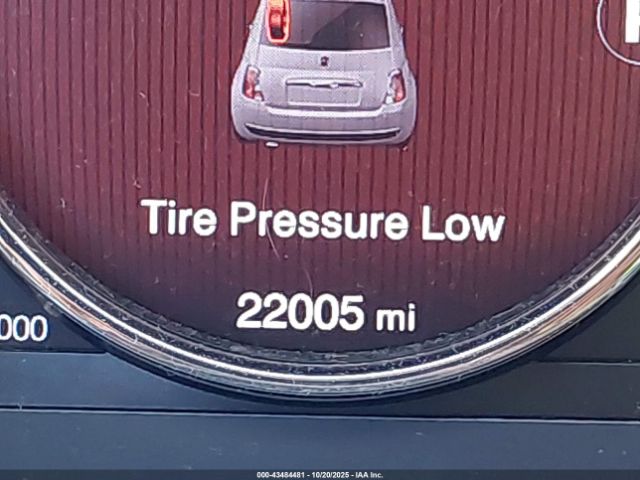 Tire Pressure Low
22005 mi
000
000-43484481 - 10/20/2025 - IAA Inc.